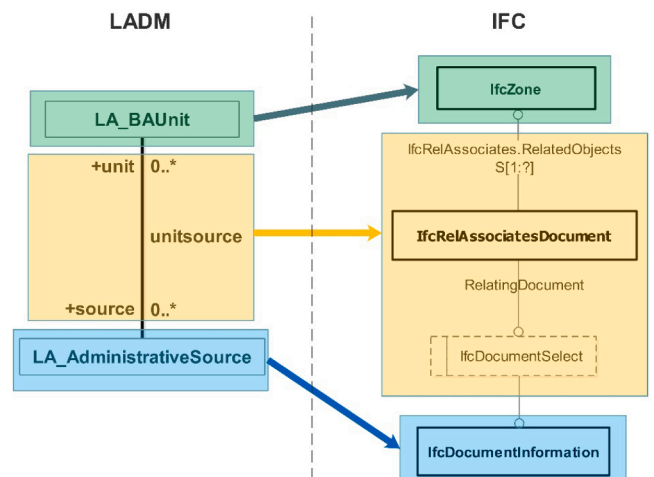 LADM
IFC
LA_BAUnit
+unit 0..*
unitsource
+source 0..*
LA_AdministrativeSource
IfcZone
IfcRelAssociates.RelatedObjects
S[1:?]
IfcRelAssociatesDocument
RelatingDocument
IfcDocumentSelect
IfcDocumentInformation